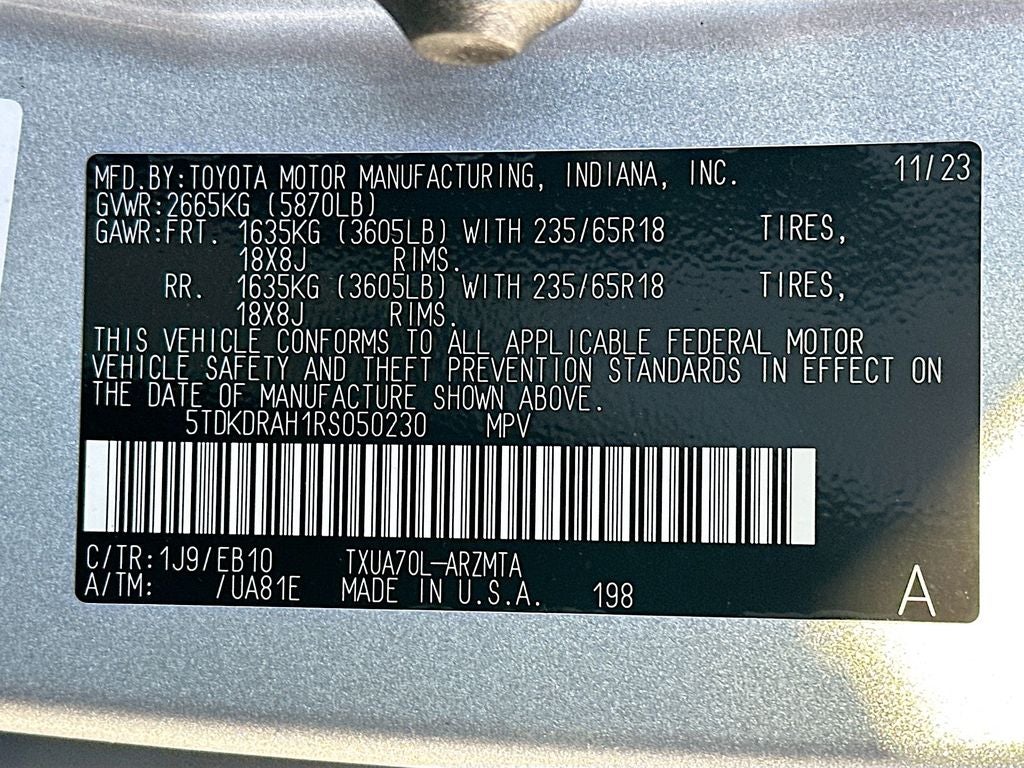 MFD.BY:TOYOTA MOTOR MANUFACTURING, INDIANA, INC. 11/23
GVWR:2665KG (5870LB)
GAWR:FRT. 1635KG (3605LB) WITH 235/65R18 TIRES,
18X8J RIMS.
RR. 1635KG (3605LB) WITH 235/65R18 TIRES,
18X8J RIMS.
THIS VEHICLE CONFORMS TO ALL APPLICABLE FEDERAL MOTOR
VEHICLE SAFETY AND THEFT PREVENTION STANDARDS IN EFFECT ON
THE DATE OF MANUFACTURE SHOWN ABOVE.
5TDKDRAH1RS050230 MPV
C/TR:1J9/EB10 TXUA70L-ARZMTA
A/TM: /UA81E MADE IN U.S.A. 198 A